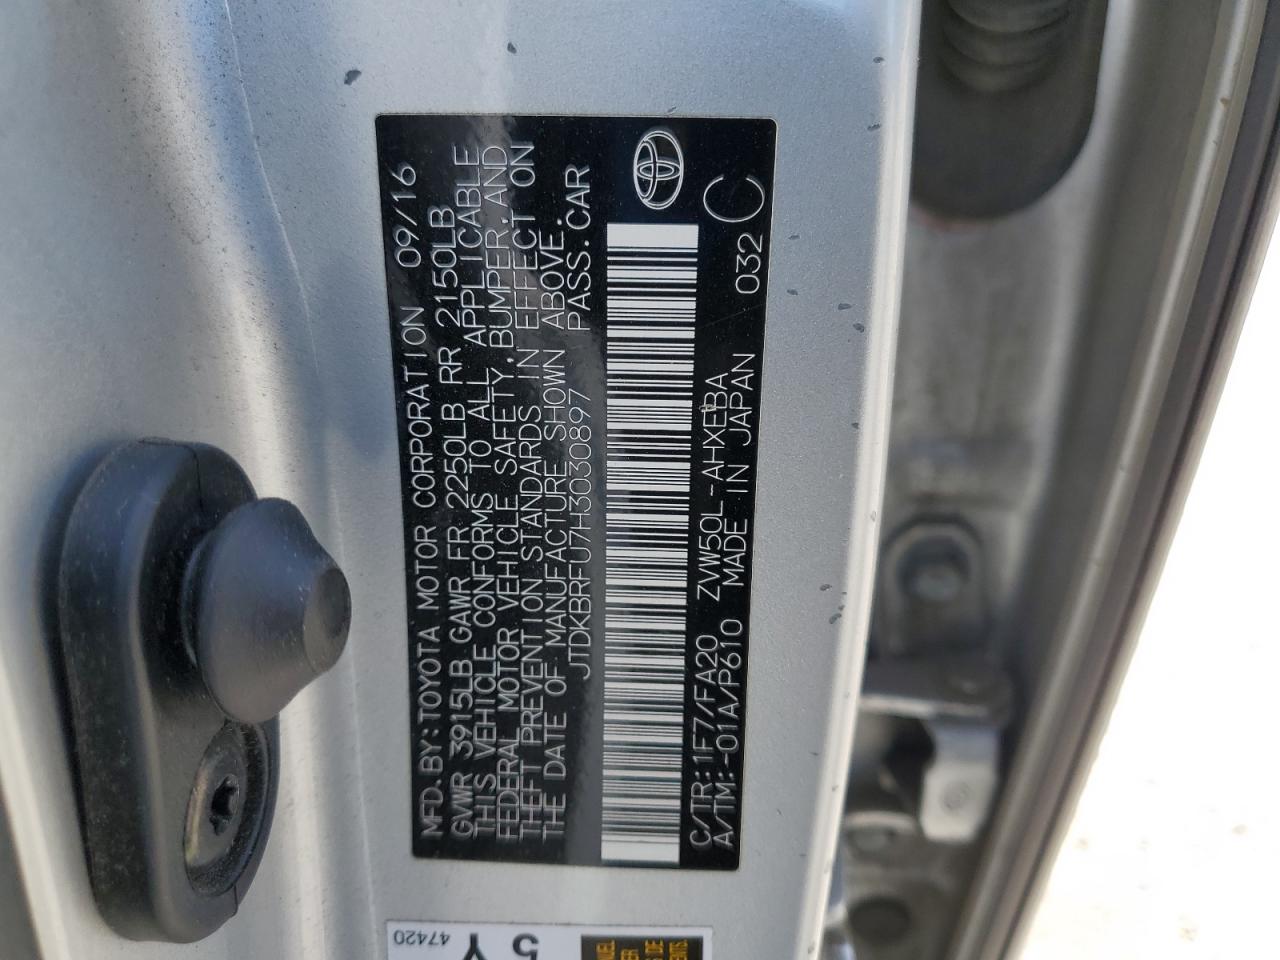 MFD.BY:TOYOTA MOTOR CORPORATION 09/16
GVWR 3915LB GAWR FR 2250LB RR 2150LB
THIS VEHICLE CONFORMS TO ALL APPLICABLE
FEDERAL MOTOR VEHICLE SAFETY, BUMPER, AND
THEFT PREVENTION STANDARDS IN EFFECT ON
THE DATE OF MANUFACTURE SHOWN ABOVE.
JTDKBRFU7H3030897 PASS.CAR
C/TR:1F7/FA20 ZVW50L-AHXEBA 032 C
A/TM:-01A/P610 MADE IN JAPAN
47420
5Y